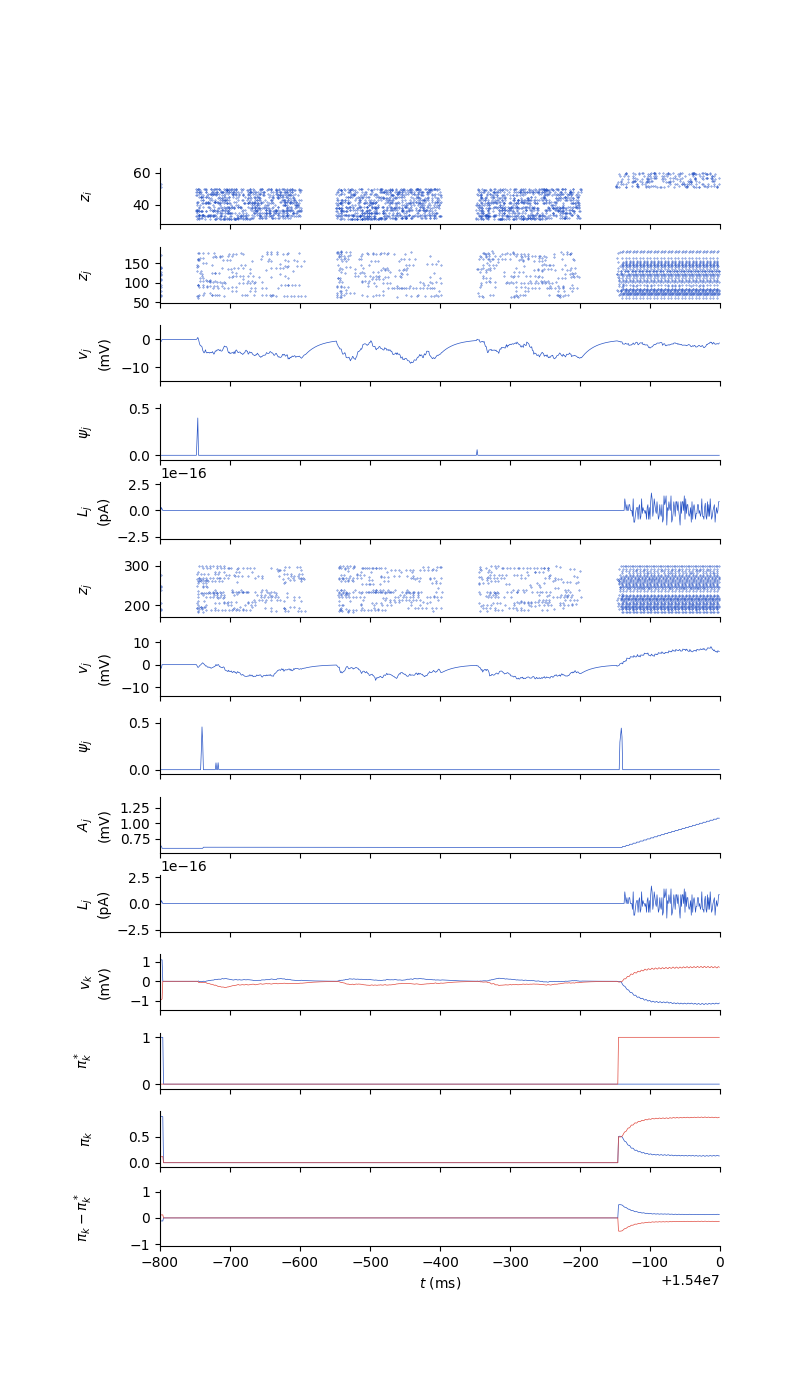 60
40
z_i
150
100
50
z_j
0
−10
v_j
(mV)
0.5
0.0
ψ_j
1e−16
2.5
0.0
−2.5
L_j
(pA)
300
200
z_j
10
0
−10
v_j
(mV)
0.5
0.0
ψ_j
1.25
1.00
0.75
A_j
(mV)
1e−16
2.5
0.0
−2.5
L_j
(pA)
1
0
−1
v_k
(mV)
1
0
π_k^*
0.5
0.0
π_k
1
0
−1
π_k − π_k^*
−800 −700 −600 −500 −400 −300 −200 −100 0
t (ms)
+1.54e7